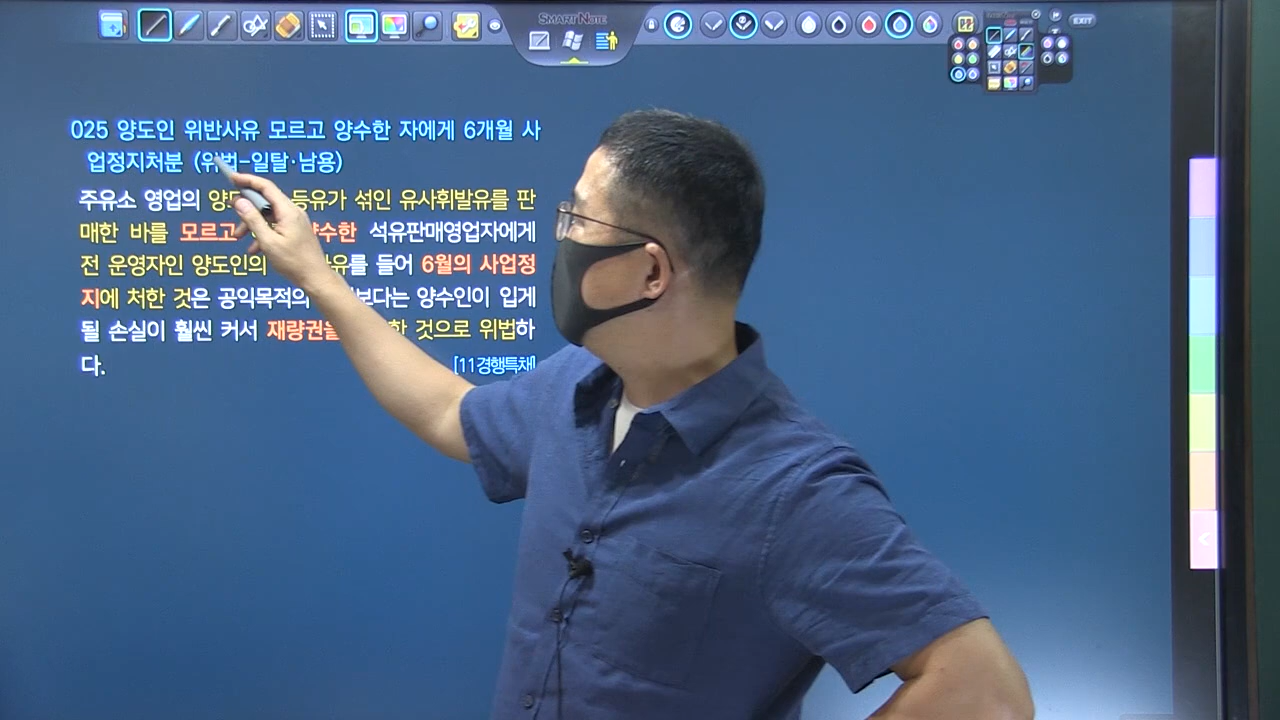 SMARTNOTE
EXIT
025 양도인 위반사유 모르고 양수한 자에게 6개월 사
업정지처분 (위법-일탈·남용)
주유소 영업의 등유가 섞인 유사휘발유를 판
매한 바를 모르고 양수한 석유판매영업자에게
전 운영자인 양도인의 를 들어 6월의 사업정
지에 처한 것은 공익목적의 양수인이 입게
될 손실이 훨씬 커서 재량권을 것으로 위법하
다.
[11경행특채]